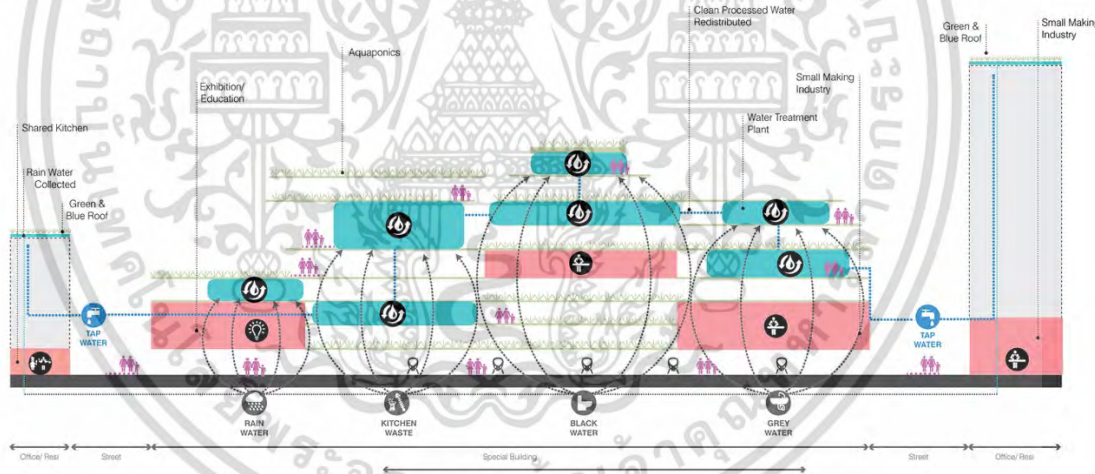 Clean Processed Water
Redistributed
Green &
Blue Roof
Small Making
Industry
Aquaponics
Exhibition/
Education
Small Making
Industry
Shared Kitchen
Water Treatment
Plant
Rain Water
Collected
Green &
Blue Roof
TAP
WATER
TAP
WATER
RAIN
WATER
KITCHEN
WASTE
BLACK
WATER
GREY
WATER
Office/ Resi
Street
Special Building
Street
Office/ Resi